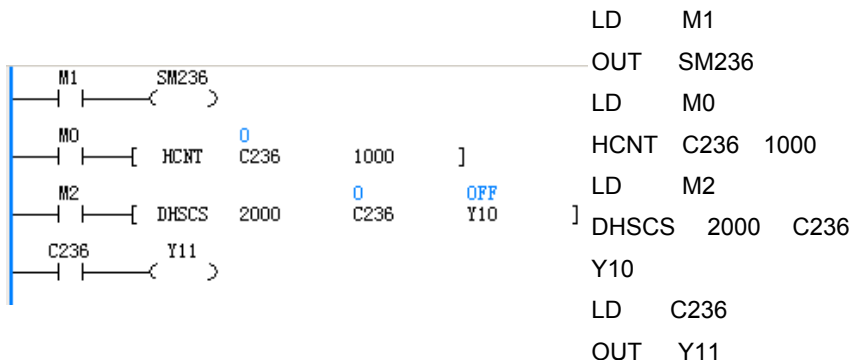 M1 SM236
M0 0
HCNT C236 1000
M2 0 OFF
DHSCS 2000 C236 Y10
C236 Y11
LD M1
OUT SM236
LD M0
HCNT C236 1000
LD M2
DHSCS 2000 C236
Y10
LD C236
OUT Y11